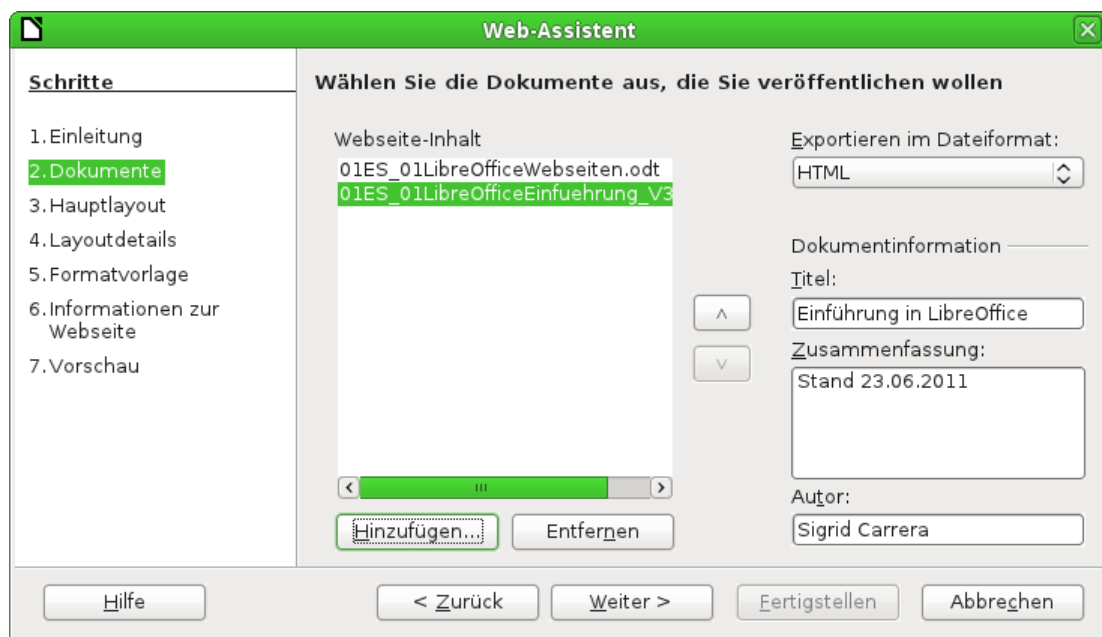 Web-Assistent
Schritte
1. Einleitung
2. Dokumente
3. Hauptlayout
4. Layoutdetails
5. Formatvorlage
6. Informationen zur
Webseite
7. Vorschau
Wählen Sie die Dokumente aus, die Sie veröffentlichen wollen
Webseite-Inhalt
01ES_01LibreOfficeWebseiten.odt
01ES_01LibreOfficeEinfuehrung_V3
Hinzufügen...
Entfernen
Exportieren im Dateiformat:
HTML
Dokumentinformation
Titel:
Einführung in LibreOffice
Zusammenfassung:
Stand 23.06.2011
Autor:
Sigrid Carrera
Hilfe
< Zurück
Weiter >
Fertigstellen
Abbrechen